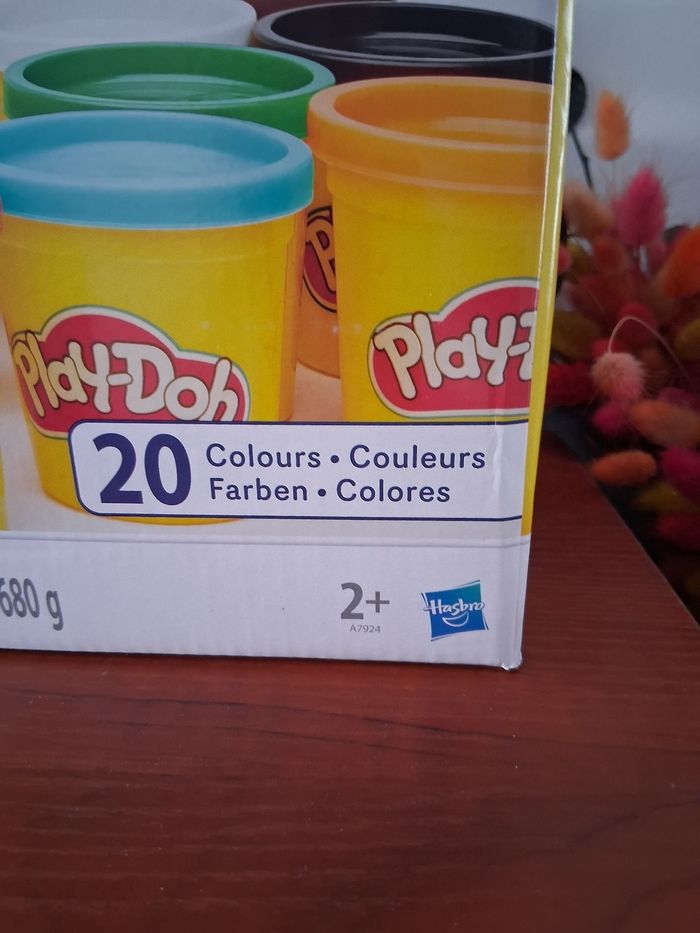 Play-Doh
Play-
20
Colours • Couleurs
Farben • Colores
680 g
2+
A7924
Hasbro